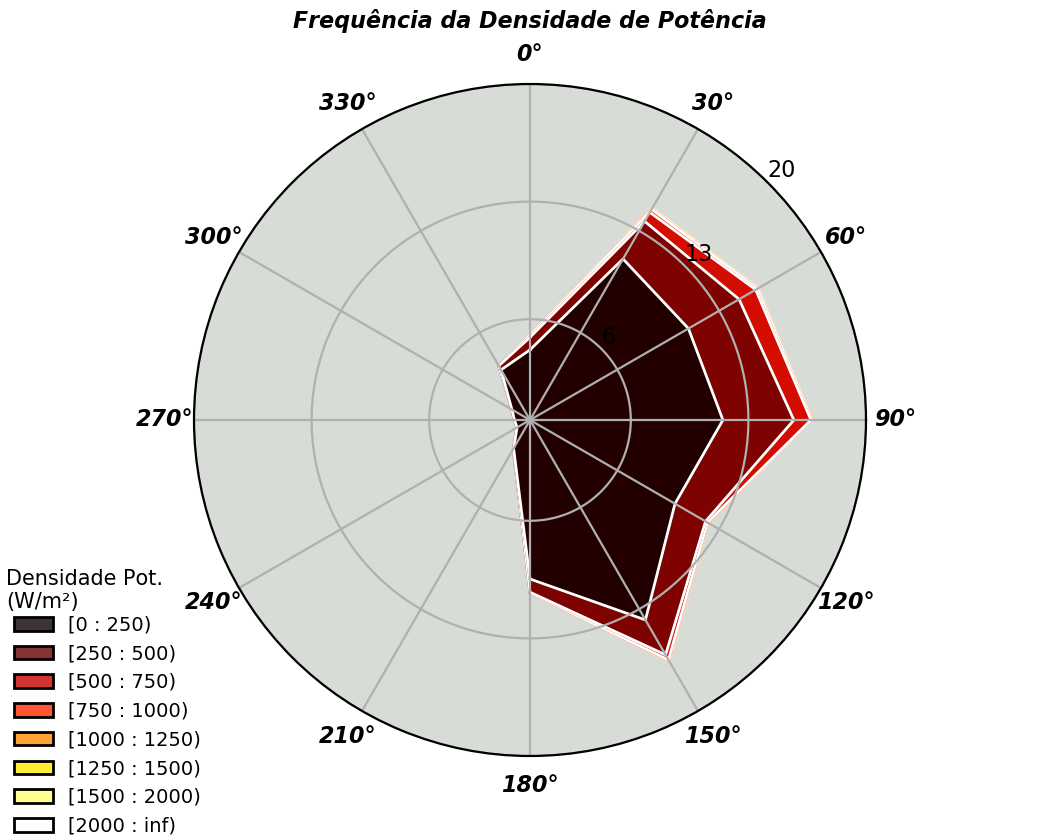 Frequência da Densidade de Potência
0°
330°
30°
20
300°
60°
13
6
270°
90°
240°
120°
210°
150°
180°
Densidade Pot.
(W/m²)
[0 : 250)
[250 : 500)
[500 : 750)
[750 : 1000)
[1000 : 1250)
[1250 : 1500)
[1500 : 2000)
[2000 : inf)